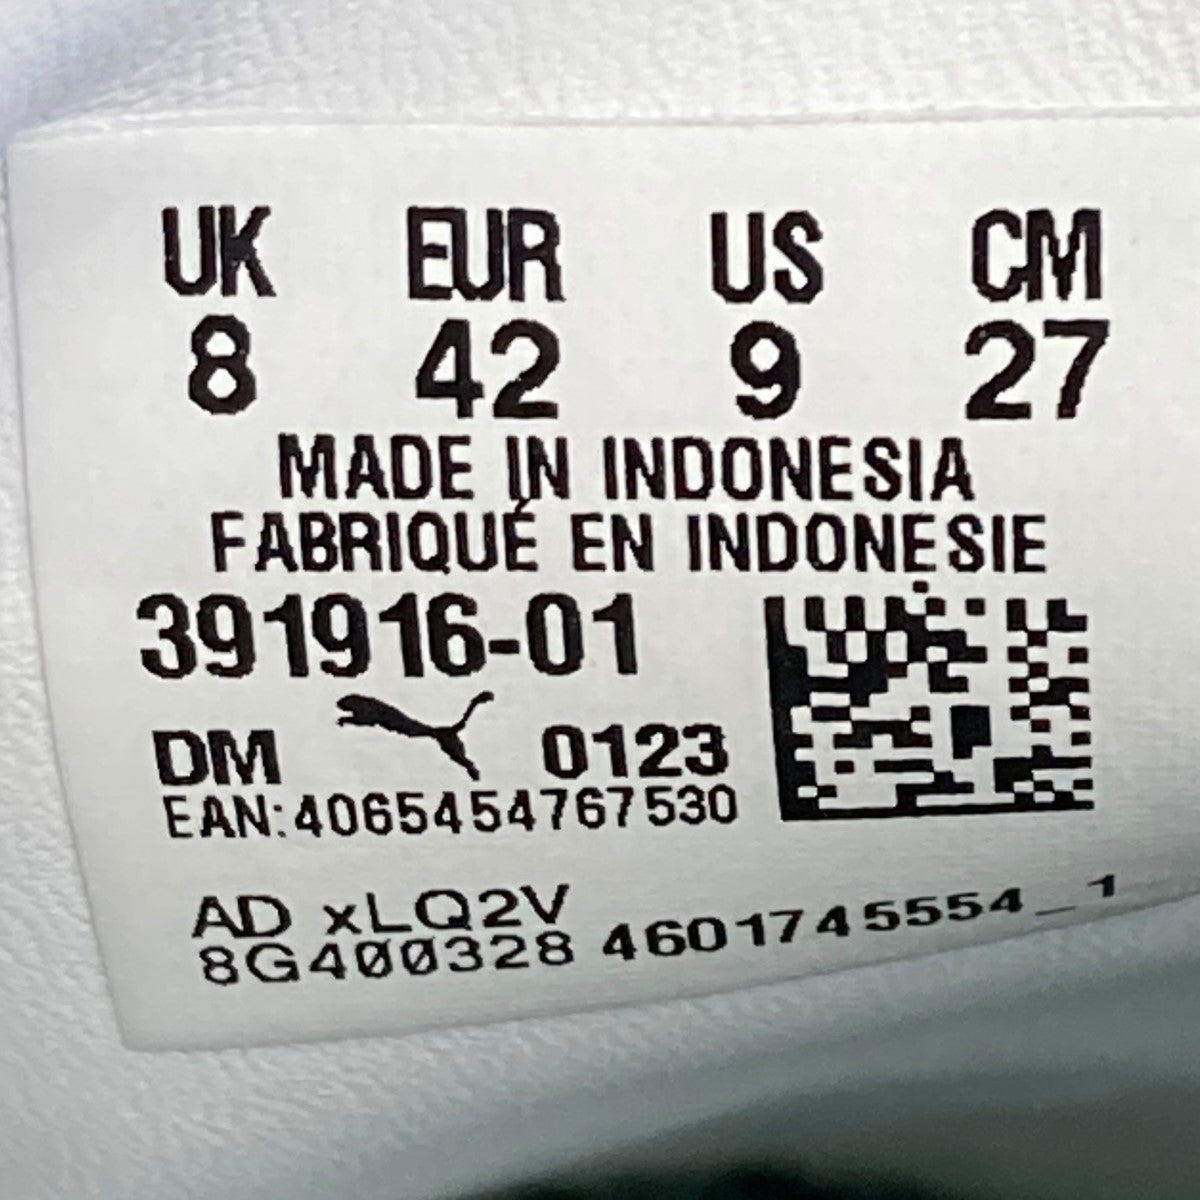 UK EUR US CM
8 42 9 27
MADE IN INDONESIA
FABRIQUÉ EN INDONESIE
391916-01
DM 0123
EAN:4065454767530
AD xLQ2V
8G400328 4601745554_1